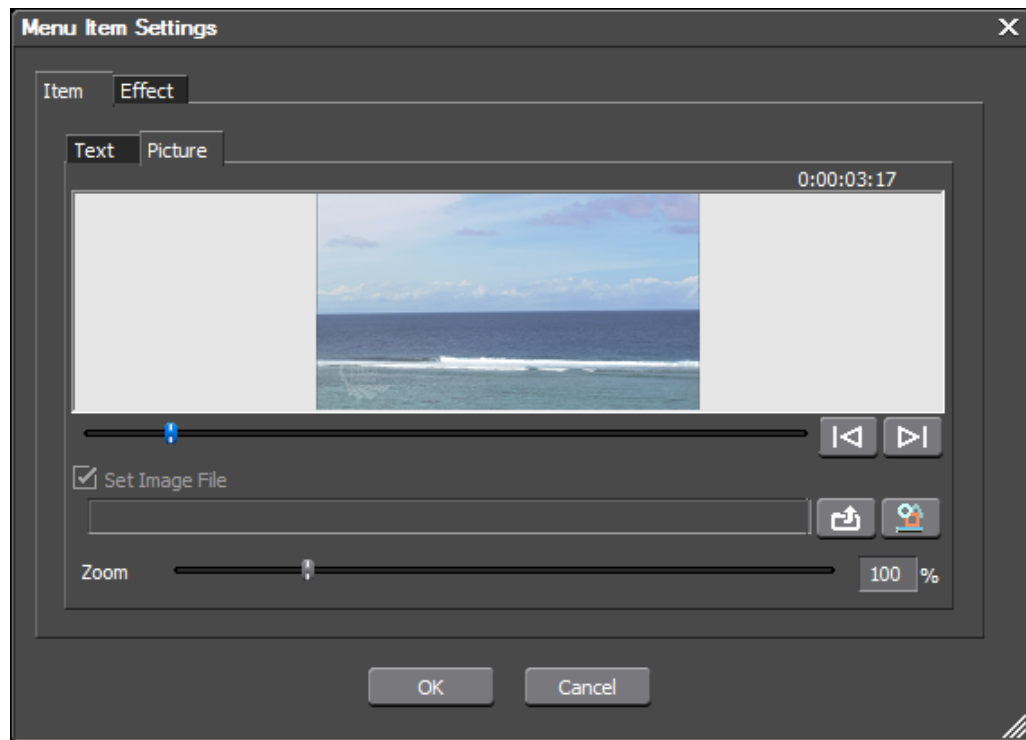 Menu Item Settings
Item Effect
Text Picture
0:00:03:17
Set Image File
Zoom 100 %
OK Cancel